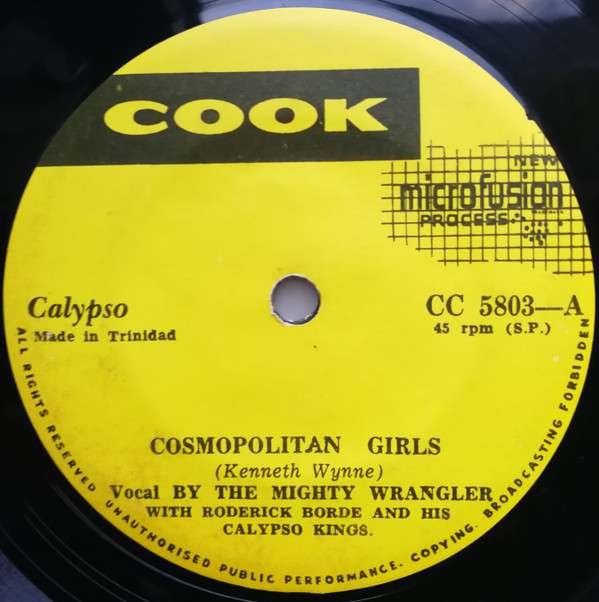 COOK
NEW
microfusion
PROCESS
Calypso
Made in Trinidad
CC 5803—A
45 rpm (S.P.)
COSMOPOLITAN GIRLS
(Kenneth Wynne)
Vocal BY THE MIGHTY WRANGLER
WITH RODERICK BORDE AND HIS
CALYPSO KINGS.
ALL RIGHTS RESERVED UNAUTHORISED PUBLIC PERFORMANCE. COPYING. BROADCASTING FORBIDDEN